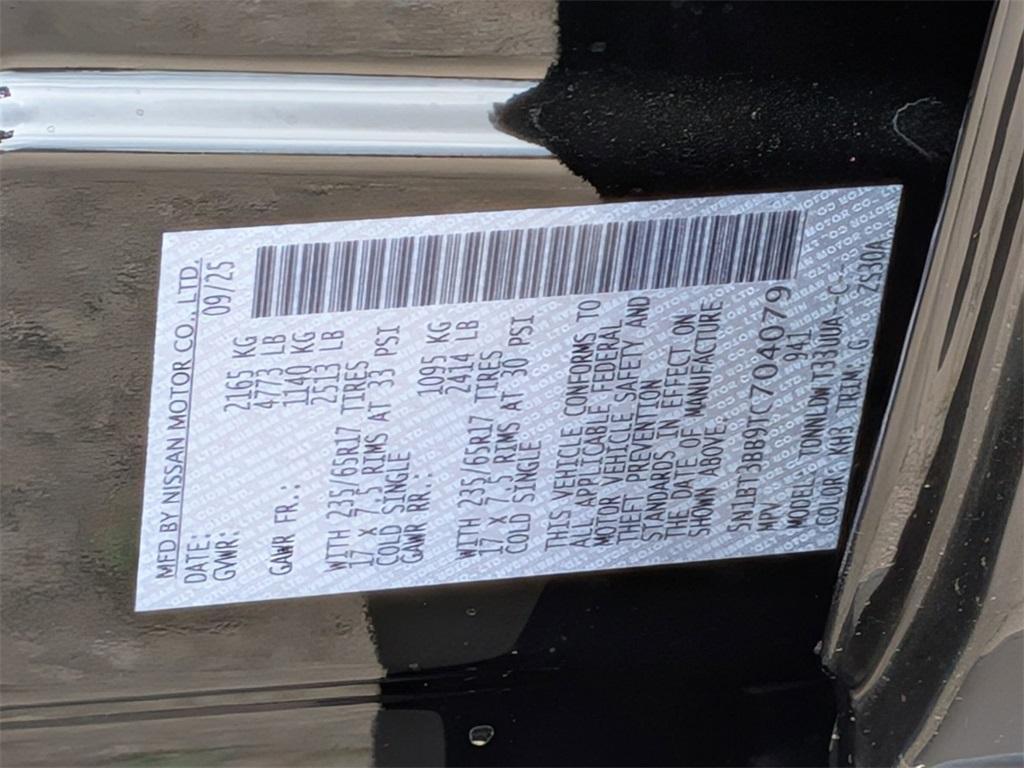 MFD BY NISSAN MOTOR CO., LTD.
DATE: 09/25
GVWR: 2165 KG
4773 LB
GAWR FR.: 1140 KG
2513 LB
WITH 235/65R17 TIRES
17 X 7.5 RIMS AT 33 PSI
COLD SINGLE
GAWR RR.: 1095 KG
2414 LB
WITH 235/65R17 TIRES
17 X 7.5 RIMS AT 30 PSI
COLD SINGLE
THIS VEHICLE CONFORMS TO
ALL APPLICABLE FEDERAL
MOTOR VEHICLE SAFETY AND
THEFT PREVENTION
STANDARDS IN EFFECT ON
THE DATE OF MANUFACTURE
SHOWN ABOVE.
5N1BT3BB9TC704079
MPV 941
MODEL
COLOR KH3 TRIM G ZS30A